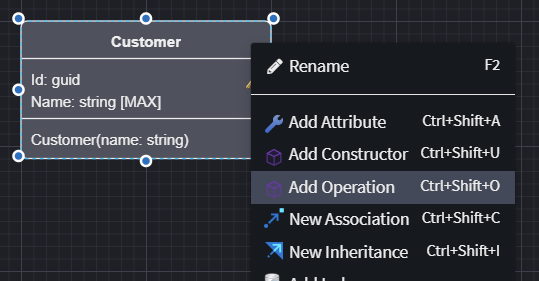 Customer
Id: guid
Name: string [MAX]
Customer(name: string)
Rename F2
Add Attribute Ctrl+Shift+A
Add Constructor Ctrl+Shift+U
Add Operation Ctrl+Shift+O
New Association Ctrl+Shift+C
New Inheritance Ctrl+Shift+I
Add